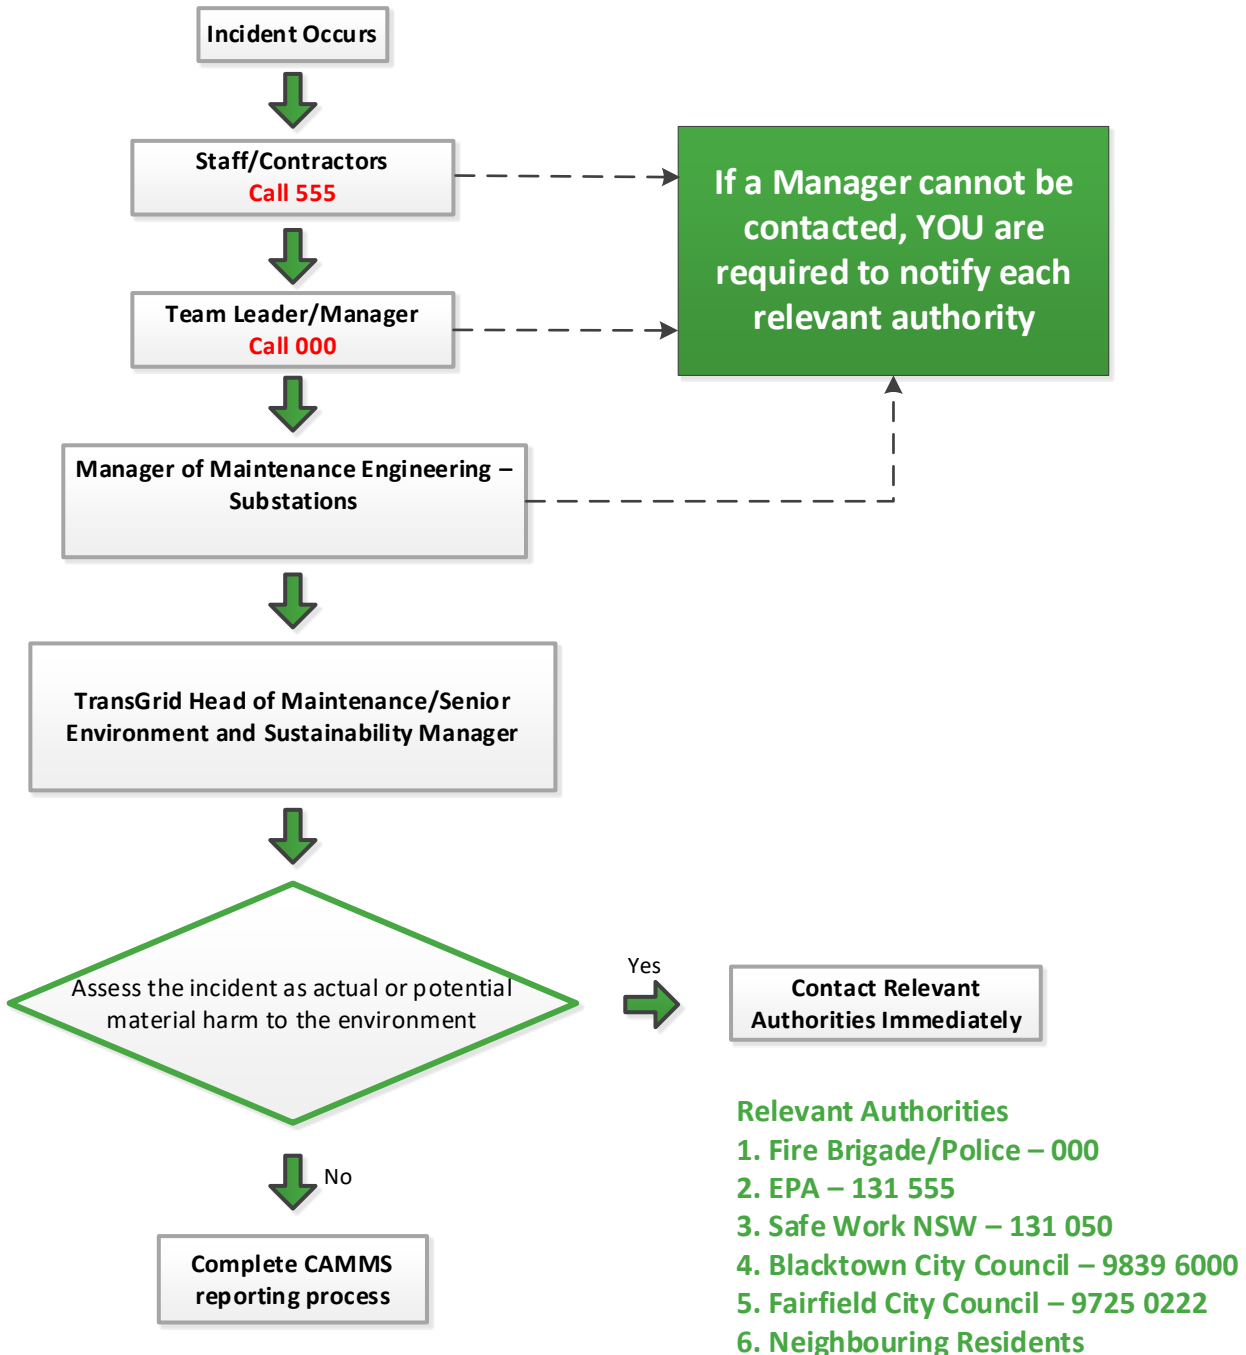 Incident Occurs
Staff/Contractors
Call 555
If a Manager cannot be
contacted, YOU are
required to notify each
relevant authority
Team Leader/Manager
Call 000
Manager of Maintenance Engineering –
Substations
TransGrid Head of Maintenance/Senior
Environment and Sustainability Manager
Assess the incident as actual or potential
material harm to the environment
Yes
Contact Relevant
Authorities Immediately
No
Complete CAMMS
reporting process
Relevant Authorities
1. Fire Brigade/Police – 000
2. EPA – 131 555
3. Safe Work NSW – 131 050
4. Blacktown City Council – 9839 6000
5. Fairfield City Council – 9725 0222
6. Neighbouring Residents